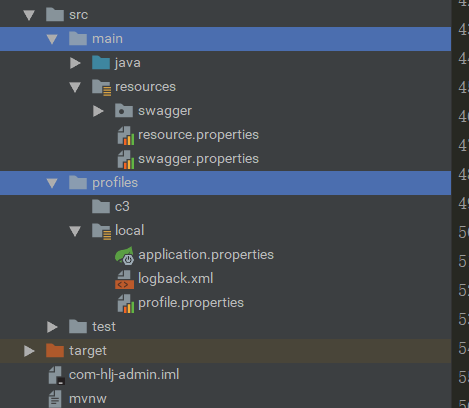 src
main
java
resources
swagger
resource.properties
swagger.properties
profiles
c3
local
application.properties
logback.xml
profile.properties
test
target
com-hlj-admin.iml
mvnw